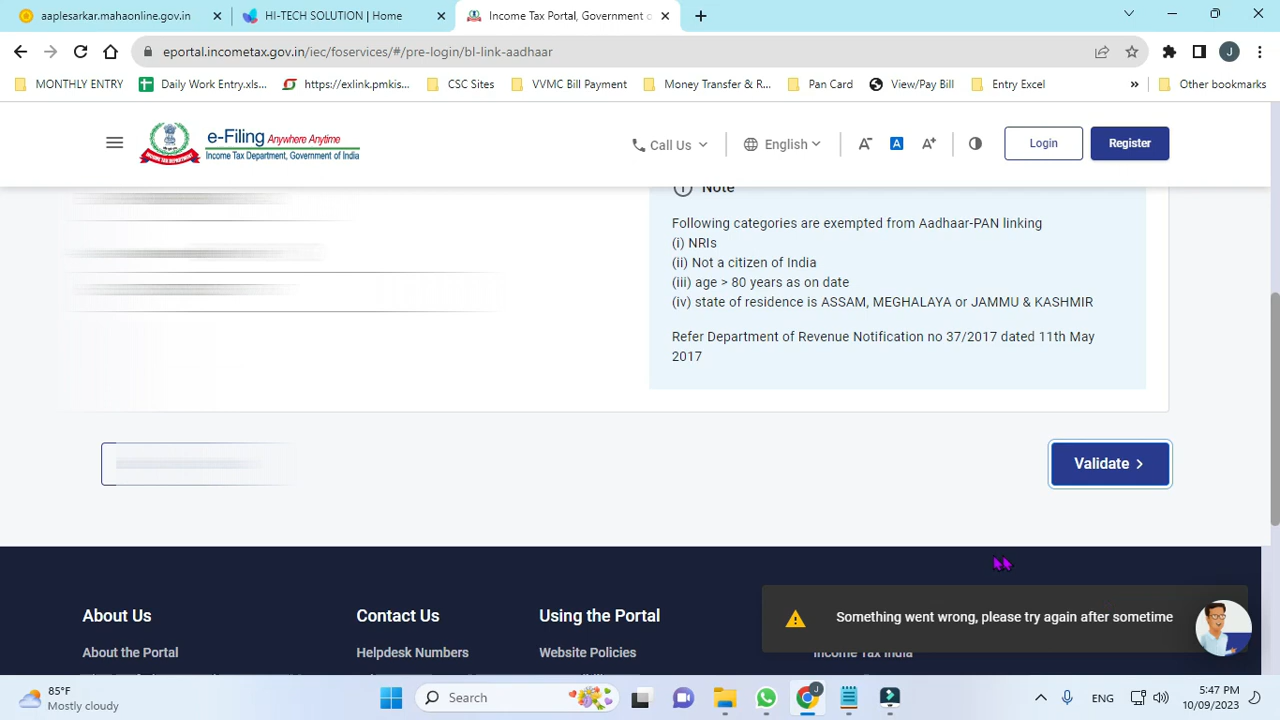 aaplesarkar.mahaonline.gov.in
HI-TECH SOLUTION | Home
Income Tax Portal, Government o
eportal.incometax.gov.in/iec/foservices/#/pre-login/bl-link-aadhaar
J
MONTHLY ENTRY
Daily Work Entry.xls...
https://exlink.pmkis...
CSC Sites
VVMC Bill Payment
Money Transfer & R...
Pan Card
View/Pay Bill
Entry Excel
»
Other bookmarks
e-Filing Anywhere Anytime
Income Tax Department, Government of India
Call Us
English
A-
A
A+
Login
Register
Note
Following categories are exempted from Aadhaar-PAN linking
(i) NRIs
(ii) Not a citizen of India
(iii) age > 80 years as on date
(iv) state of residence is ASSAM, MEGHALAYA or JAMMU & KASHMIR
Refer Department of Revenue Notification no 37/2017 dated 11th May
2017
Validate >
About Us
Contact Us
Using the Portal
Something went wrong, please try again after sometime
About the Portal
Helpdesk Numbers
Website Policies
Income Tax India
85°F
Mostly cloudy
Search
J
ENG
5:47 PM
10/09/2023